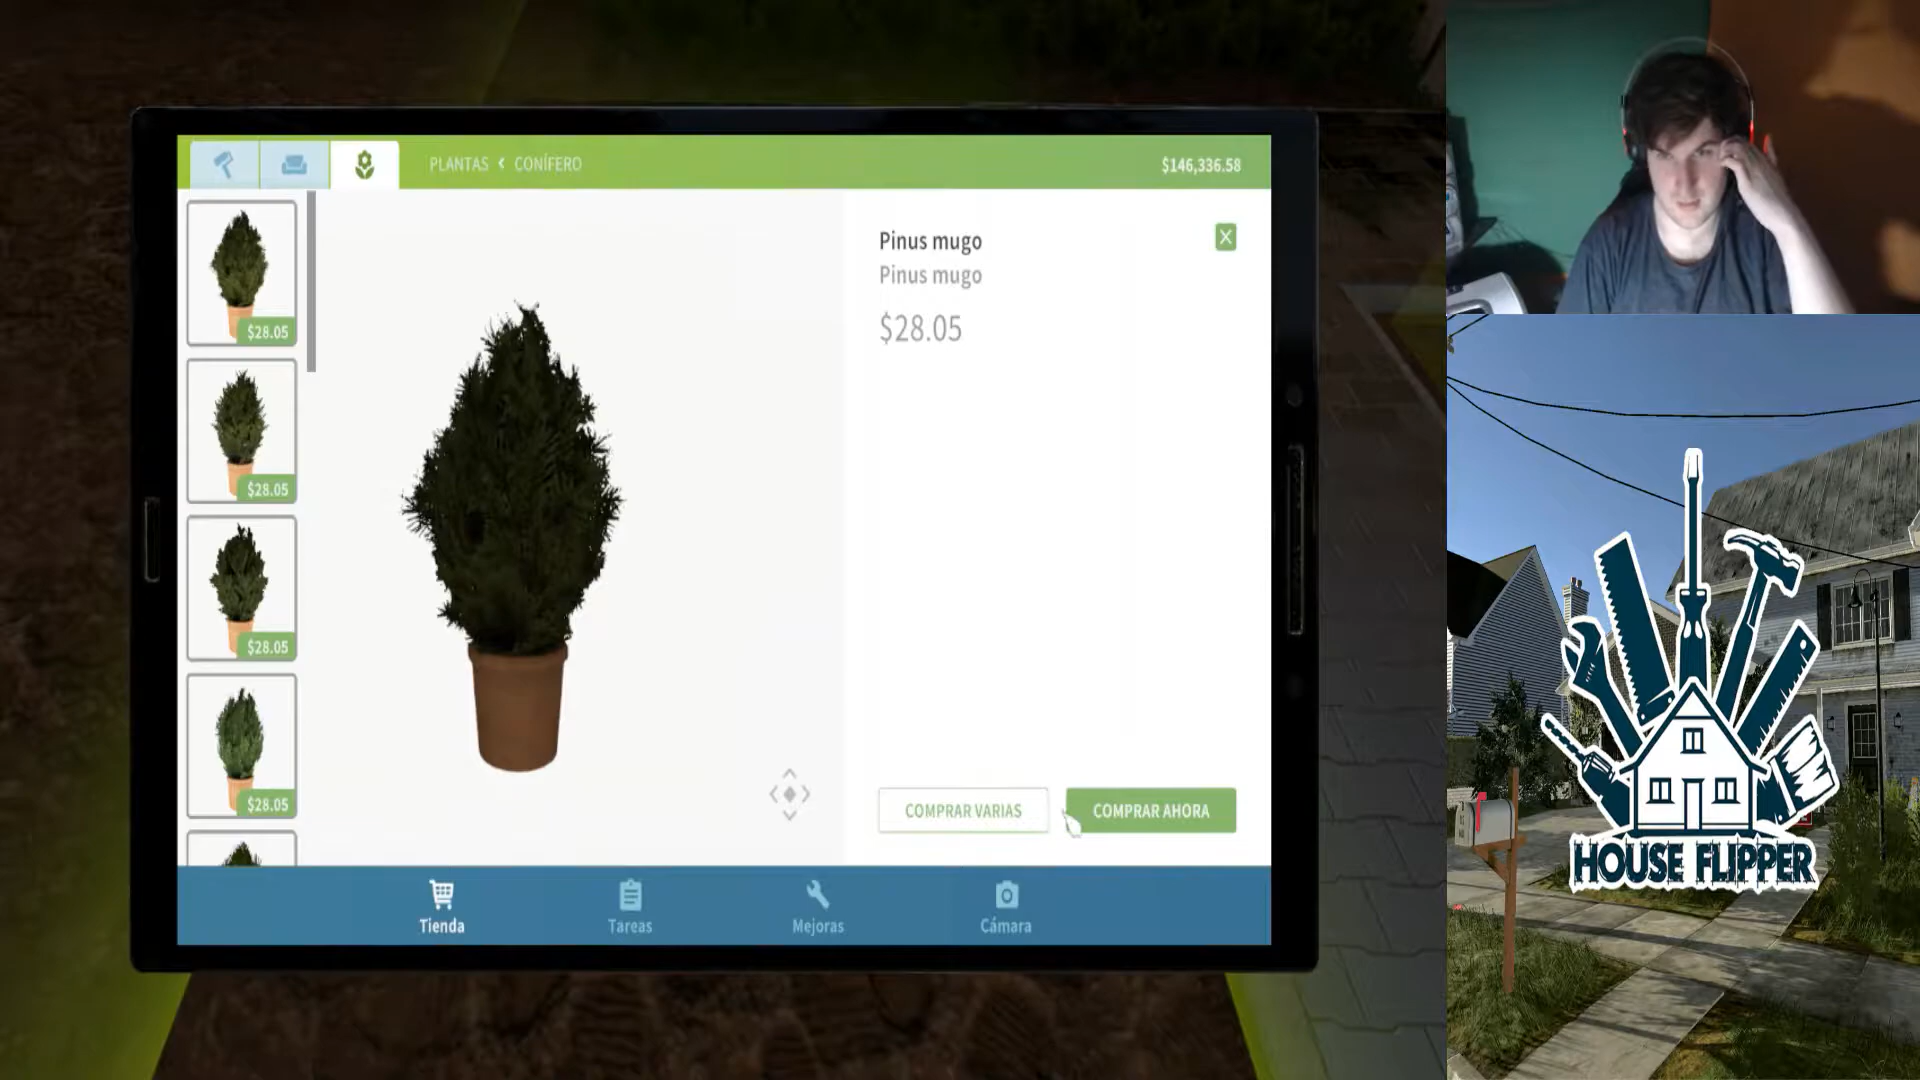 PLANTAS < CONÍFERO
$146,336.58
$28.05
$28.05
$28.05
$28.05
Pinus mugo
Pinus mugo
$28.05
COMPRAR VARIAS
COMPRAR AHORA
Tienda
Tareas
Mejoras
Cámara
HOUSE FLIPPER